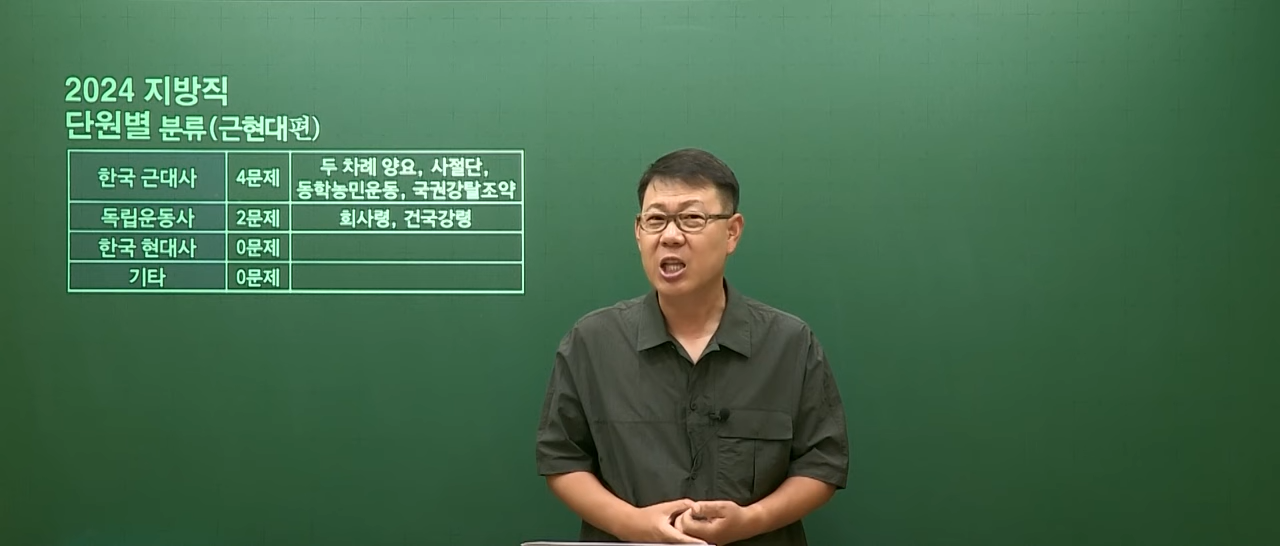 2024 지방직
단원별 분류(근현대편)
한국 근대사 4문제 두 차례 양요, 사절단,
동학농민운동, 국권강탈조약
독립운동사 2문제 회사령, 건국강령
한국 현대사 0문제
기타 0문제